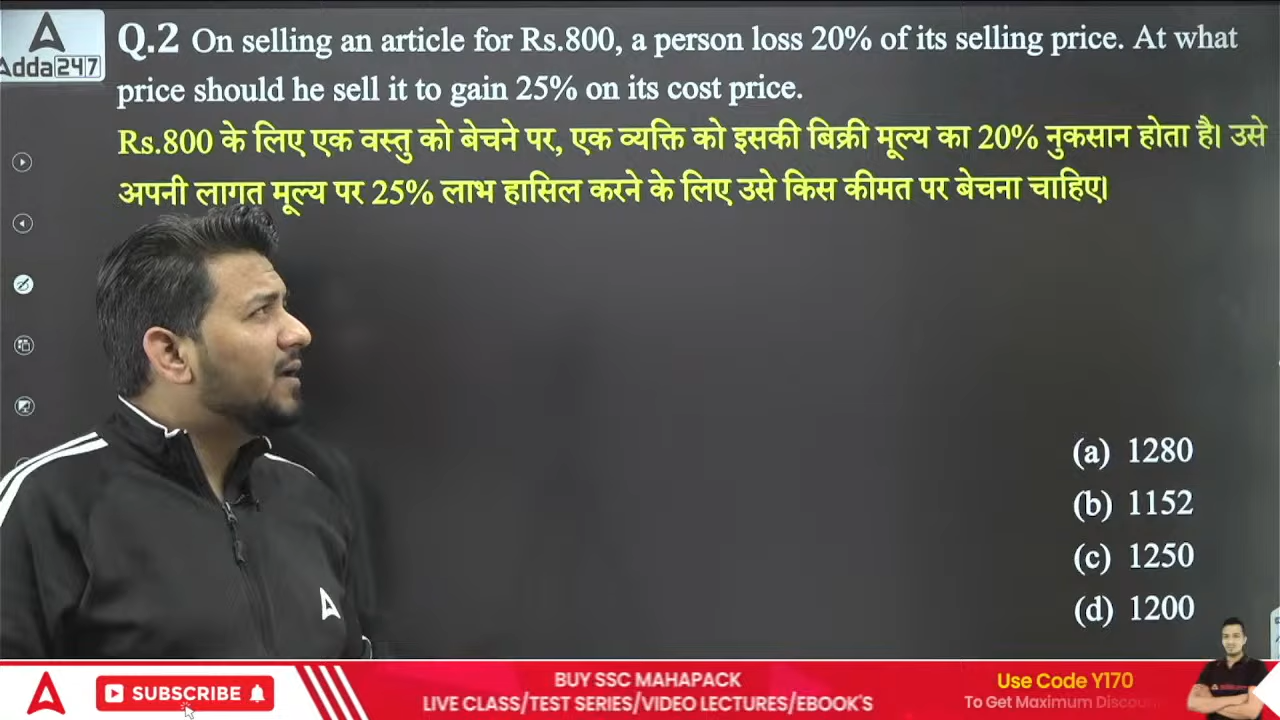 Adda247
Q.2 On selling an article for Rs.800, a person loss 20% of its selling price. At what
price should he sell it to gain 25% on its cost price.
Rs.800 के लिए एक वस्तु को बेचने पर, एक व्यक्ति को इसकी बिक्री मूल्य का 20% नुकसान होता है। उसे
अपनी लागत मूल्य पर 25% लाभ हासिल करने के लिए उसे किस कीमत पर बेचना चाहिए।
(a) 1280
(b) 1152
(c) 1250
(d) 1200
SUBSCRIBE
BUY SSC MAHAPACK
LIVE CLASS/TEST SERIES/VIDEO LECTURES/EBOOK'S
Use Code Y170
To Get Maximum